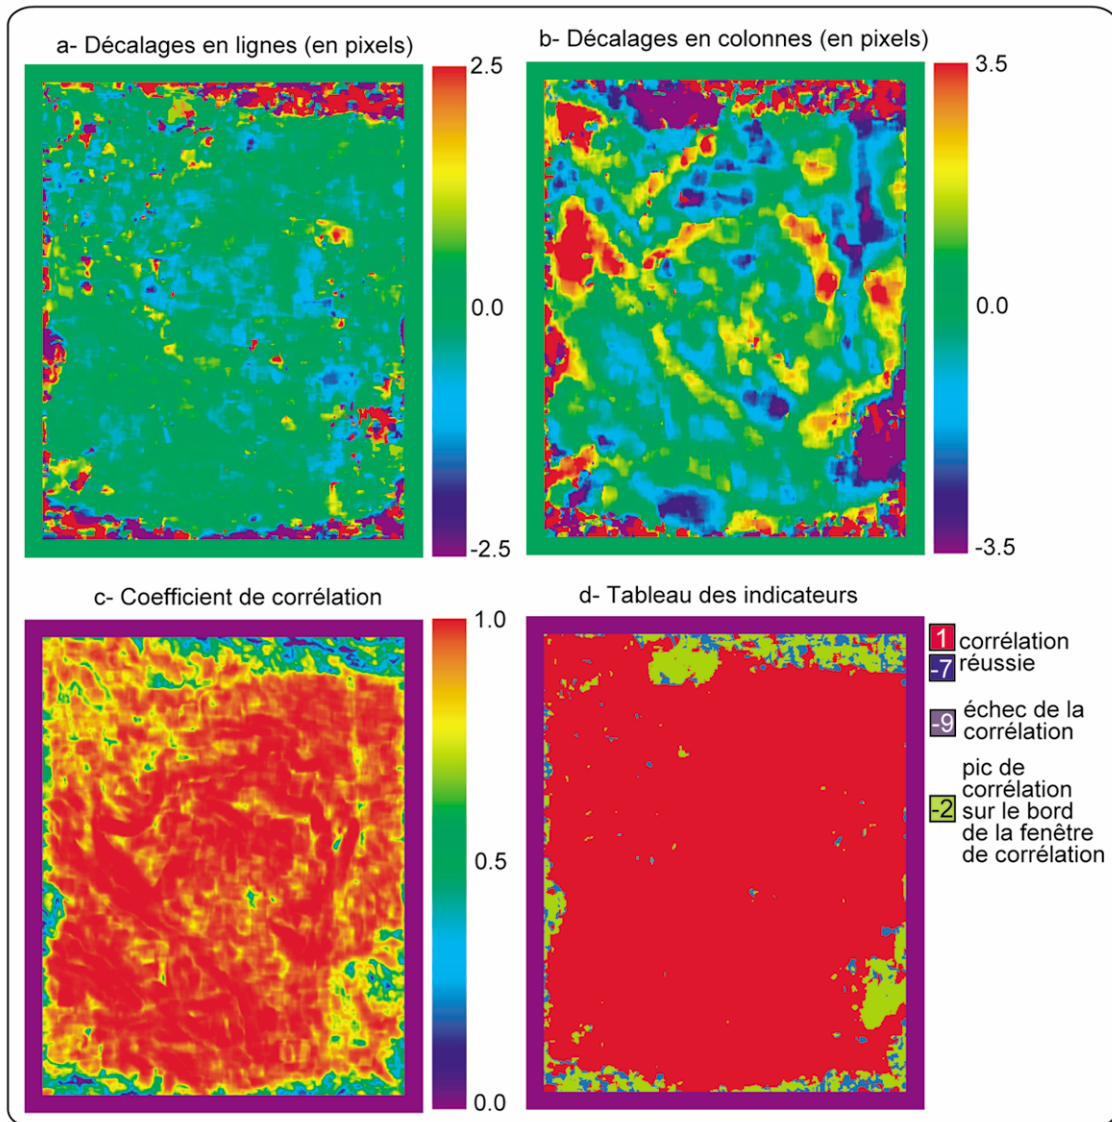 a- Décalages en lignes (en pixels)
2.5
0.0
-2.5
b- Décalages en colonnes (en pixels)
3.5
0.0
-3.5
c- Coefficient de corrélation
1.0
0.5
0.0
d- Tableau des indicateurs
1 corrélation
-7 réussie
-9 échec de la
corrélation
pic de
corrélation
-2 sur le bord
de la fenêtre
de corrélation